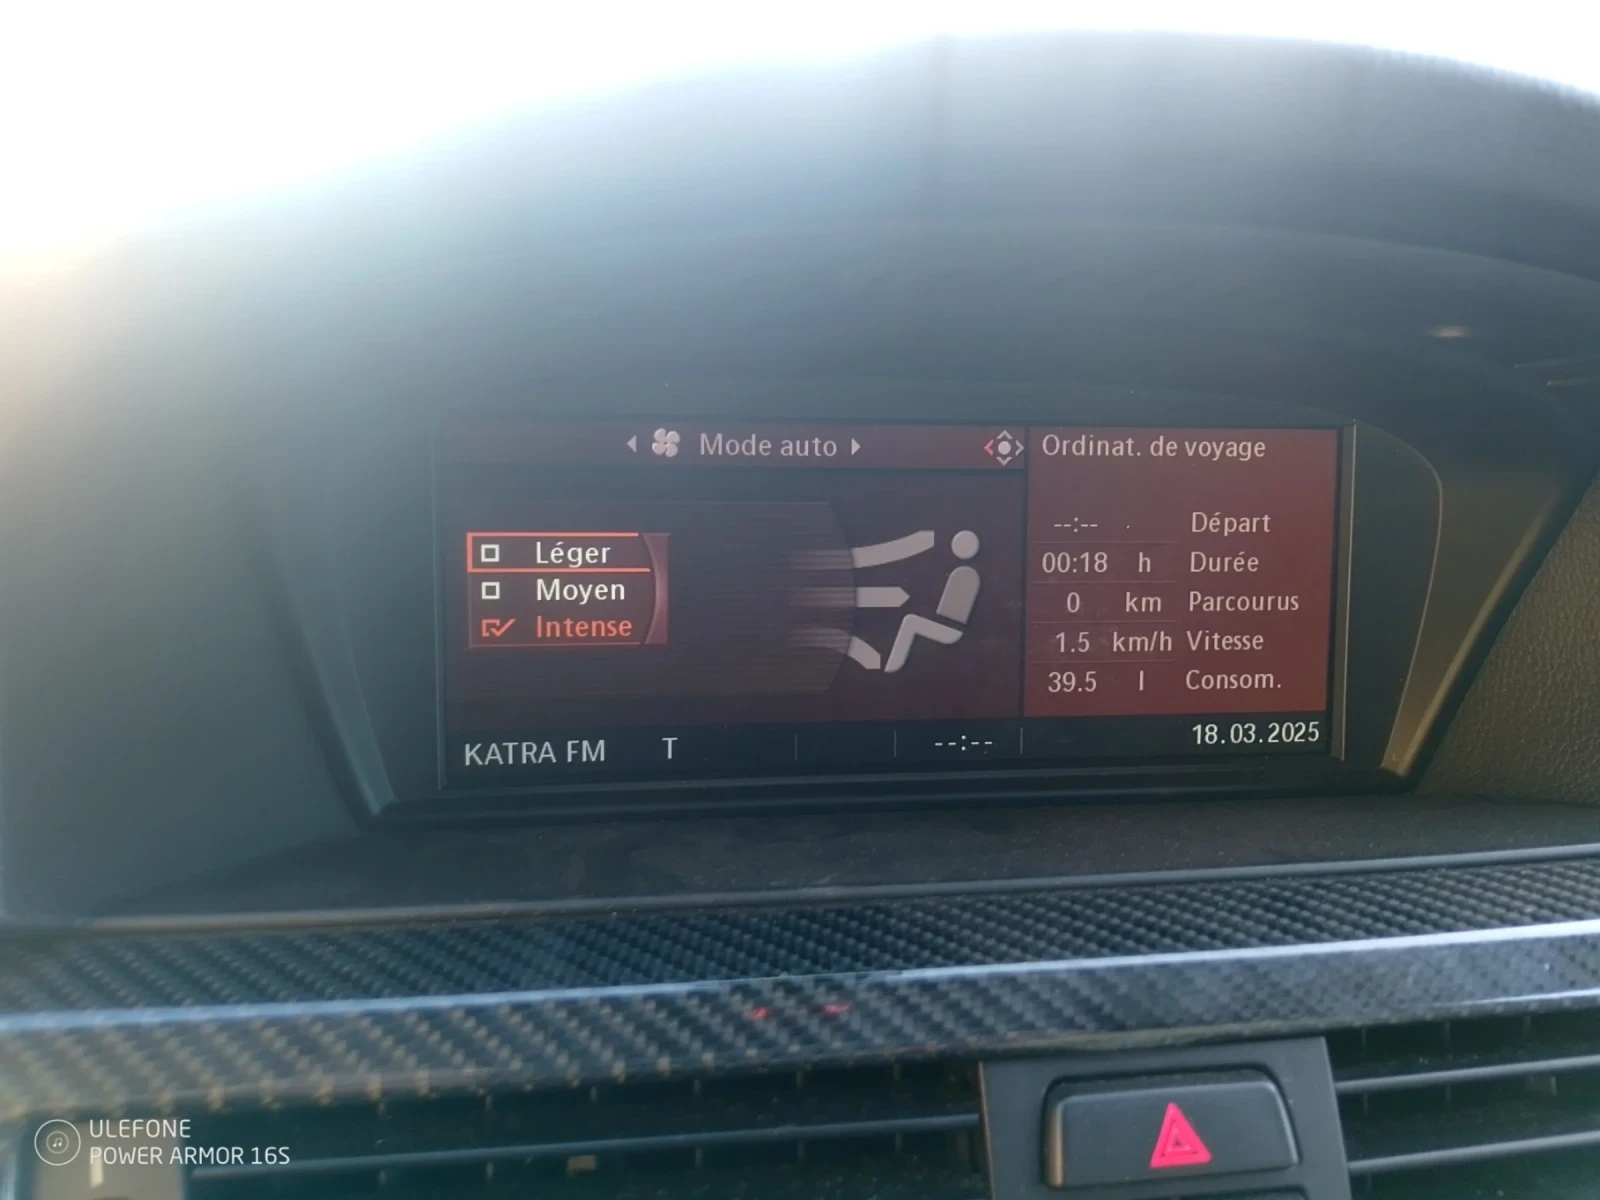 Mode auto
Ordinat. de voyage
Léger
Moyen
Intense
--:-- . Départ
00:18 h Durée
0 km Parcourus
1.5 km/h Vitesse
39.5 l Consom.
KATRA FM T --:-- 18.03.2025
ULEFONE
POWER ARMOR 16S